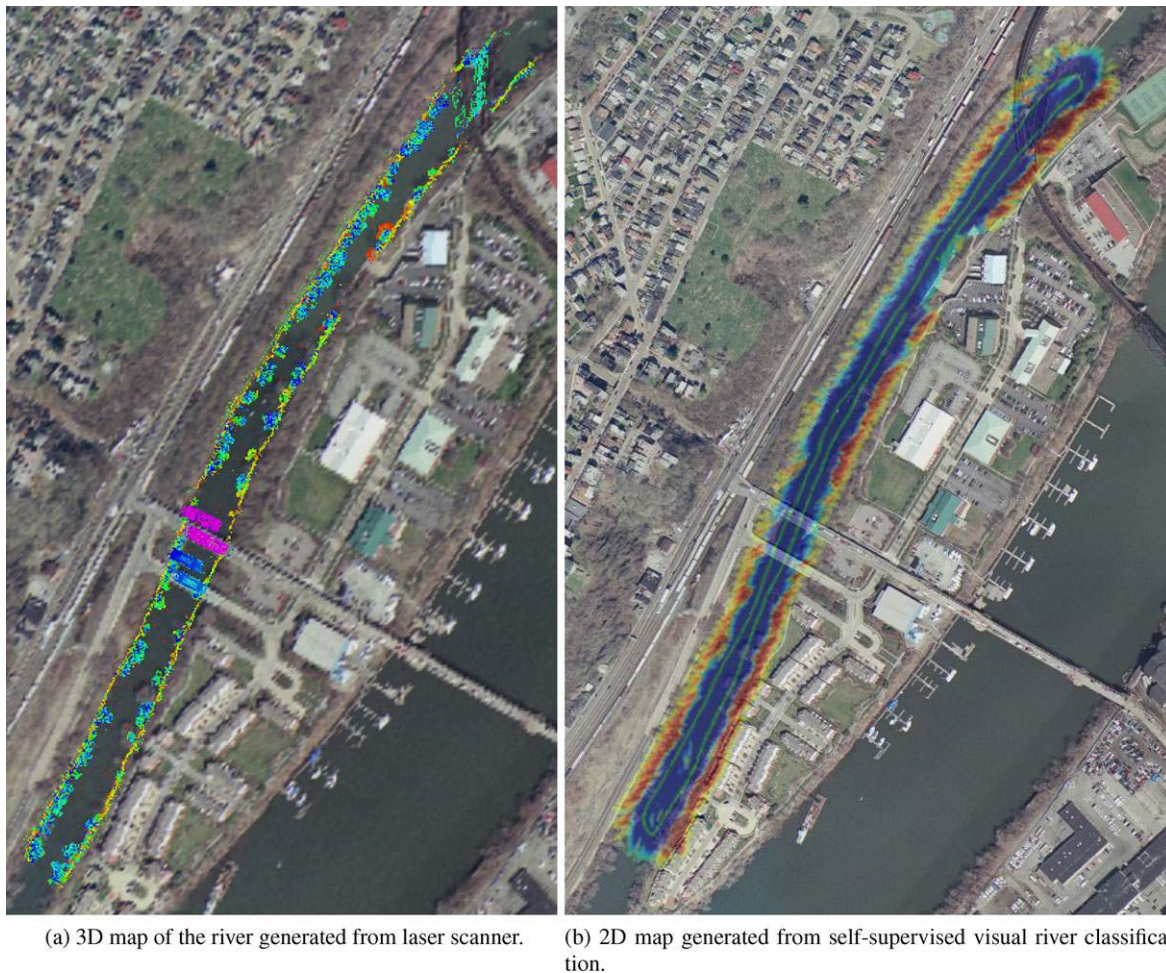 (a) 3D map of the river generated from laser scanner.
(b) 2D map generated from self-supervised visual river classifica-
tion.